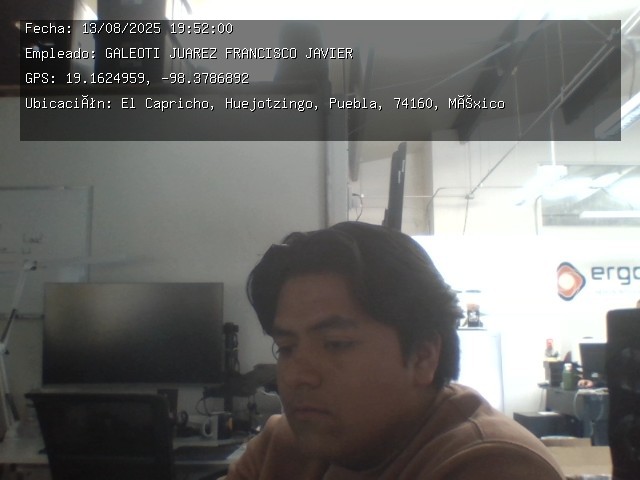 Fecha: 13/08/2025 19:52:00
Empleado: GALEOTI JUAREZ FRANCISCO JAVIER
GPS: 19.1624959, -98.3786892
UbicaciÃłn: El Capricho, Huejotzingo, Puebla, 74160, MÃ©xico
ergo